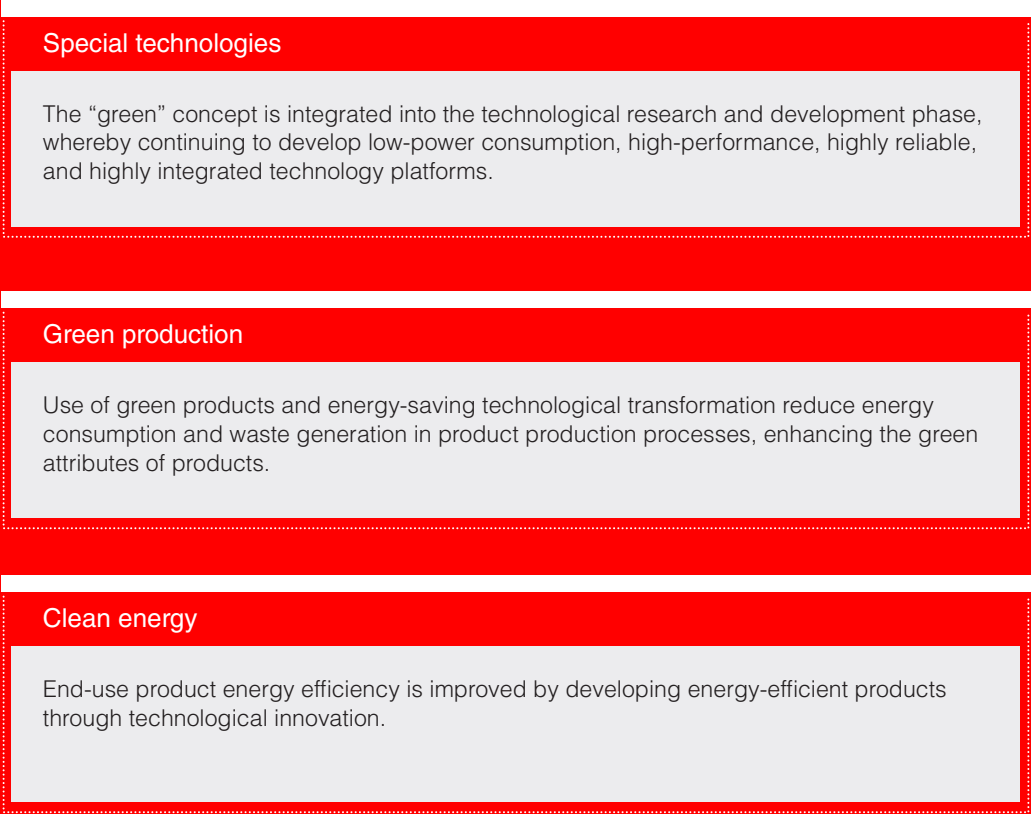 Special technologies
The “green” concept is integrated into the technological research and development phase,
whereby continuing to develop low-power consumption, high-performance, highly reliable,
and highly integrated technology platforms.
Green production
Use of green products and energy-saving technological transformation reduce energy
consumption and waste generation in product production processes, enhancing the green
attributes of products.
Clean energy
End-use product energy efficiency is improved by developing energy-efficient products
through technological innovation.